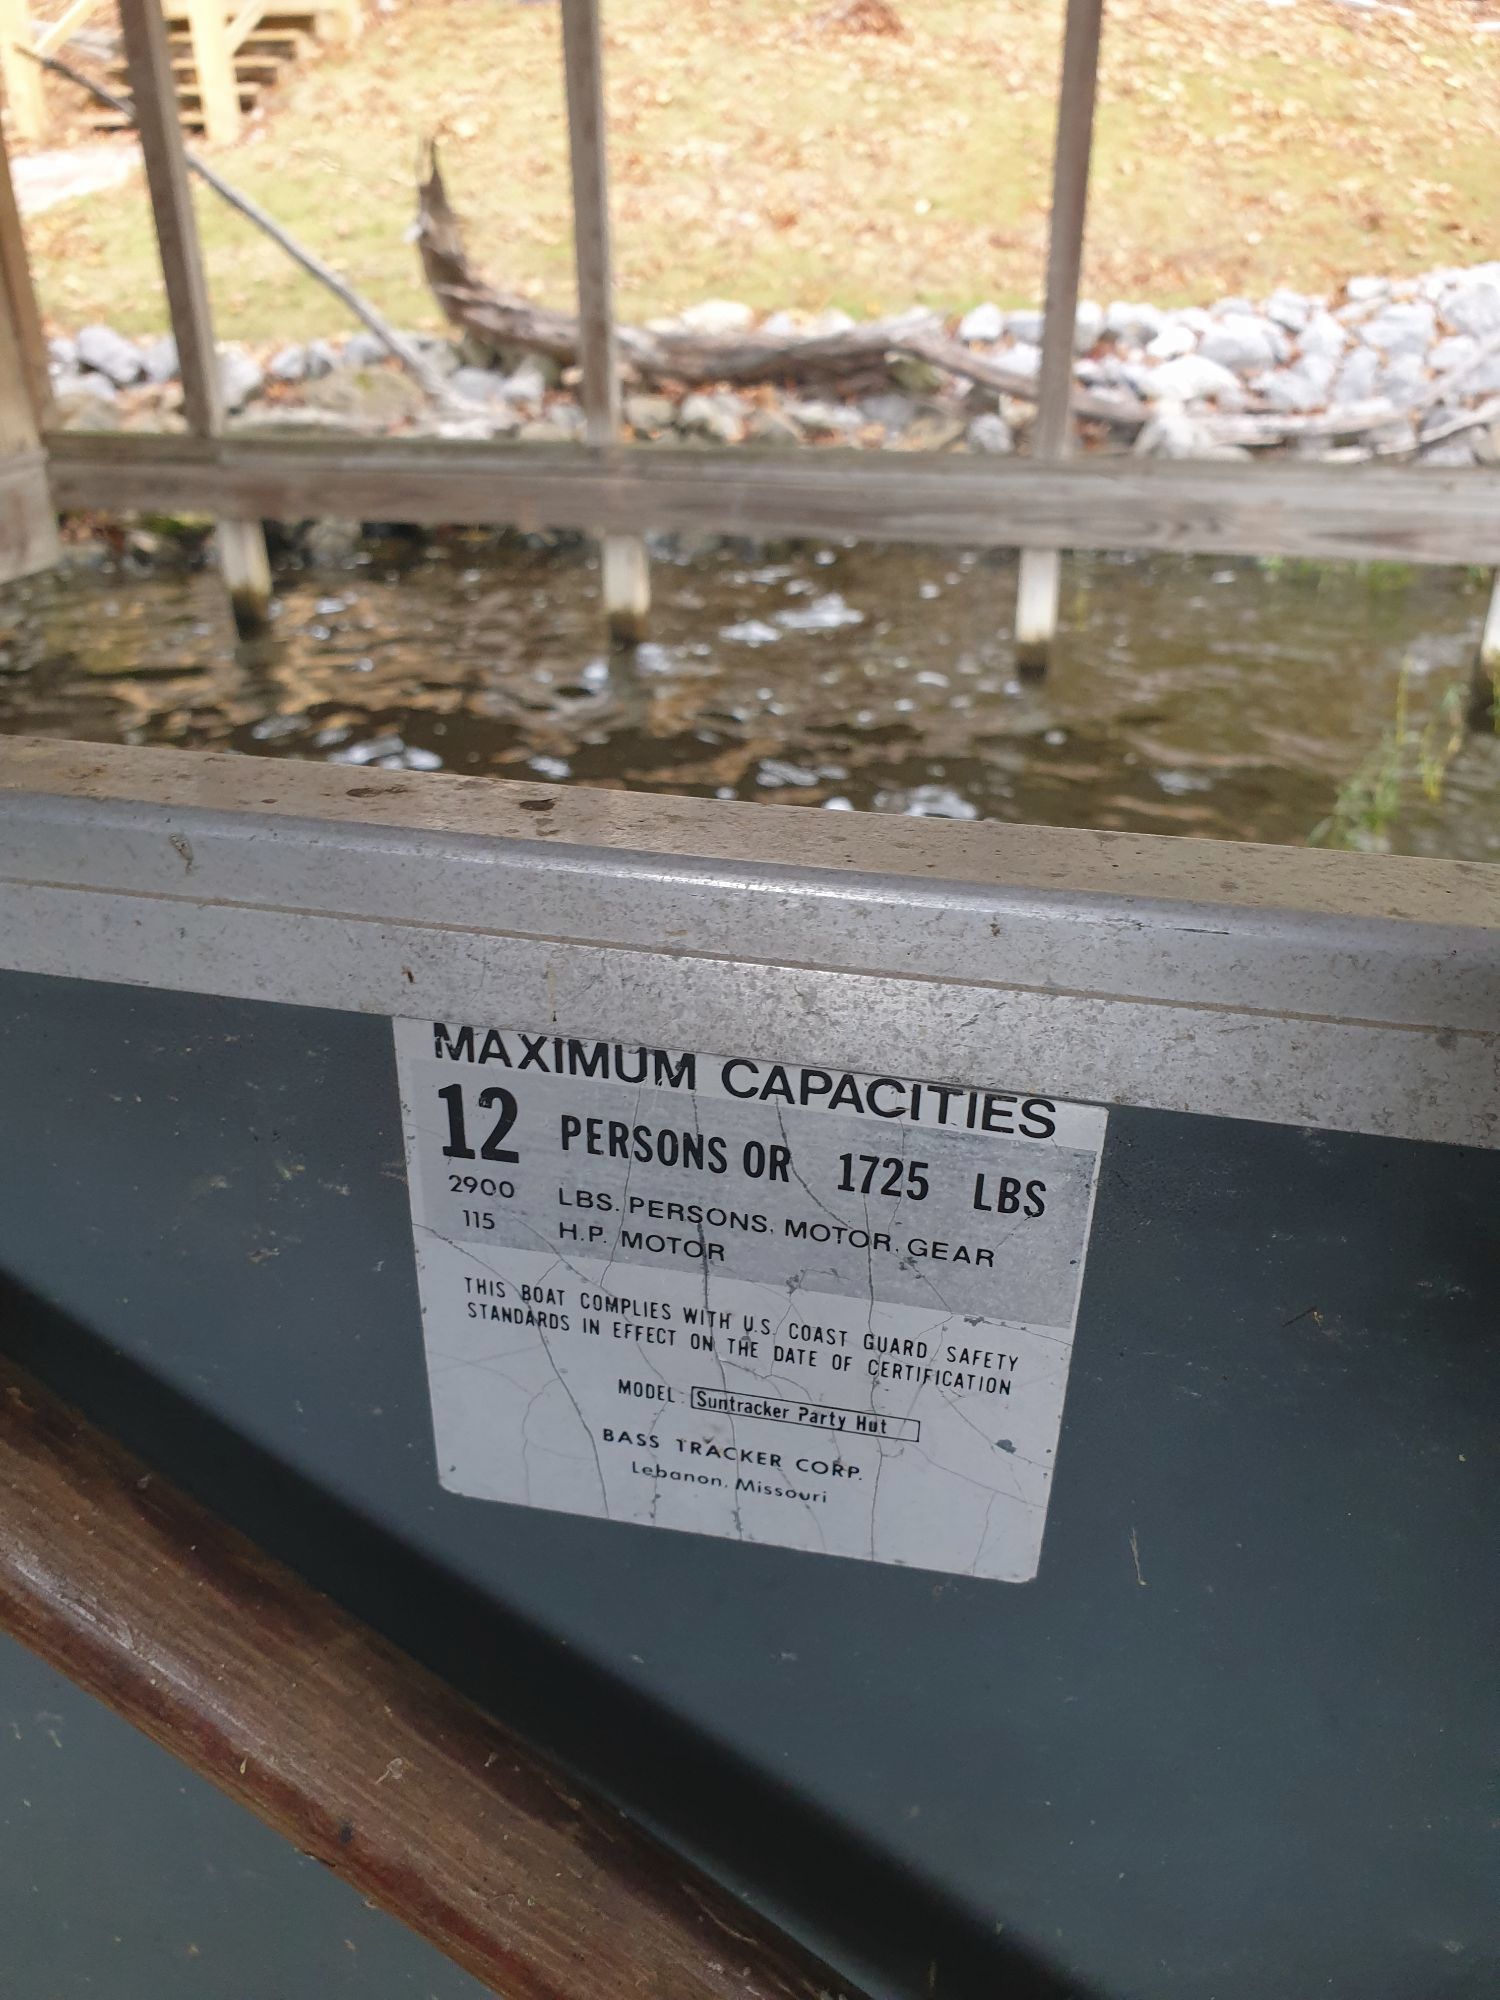 MAXIMUM CAPACITIES
12 PERSONS OR 1725 LBS
2900 LBS. PERSONS, MOTOR, GEAR
115 H.P. MOTOR
THIS BOAT COMPLIES WITH U.S. COAST GUARD SAFETY
STANDARDS IN EFFECT ON THE DATE OF CERTIFICATION
MODEL: Suntracker Party Hut
BASS TRACKER CORP.
Lebanon, Missouri